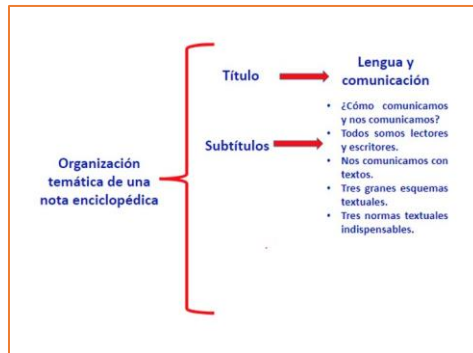 Organización
temática de una
nota enciclopédica
Título
Lengua y
comunicación
Subtítulos
• ¿Cómo comunicamos
y nos comunicamos?
• Todos somos lectores
y escritores.
• Nos comunicamos con
textos.
• Tres granes esquemas
textuales.
• Tres normas textuales
indispensables.